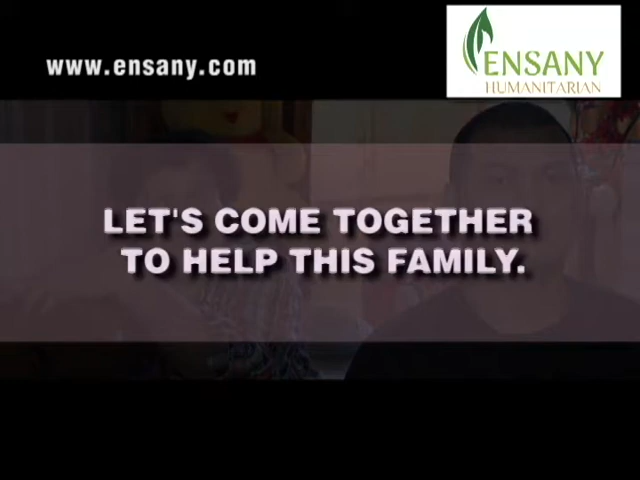 www.ensany.com
ENSANY
HUMANITARIAN
LET'S COME TOGETHER
TO HELP THIS FAMILY.